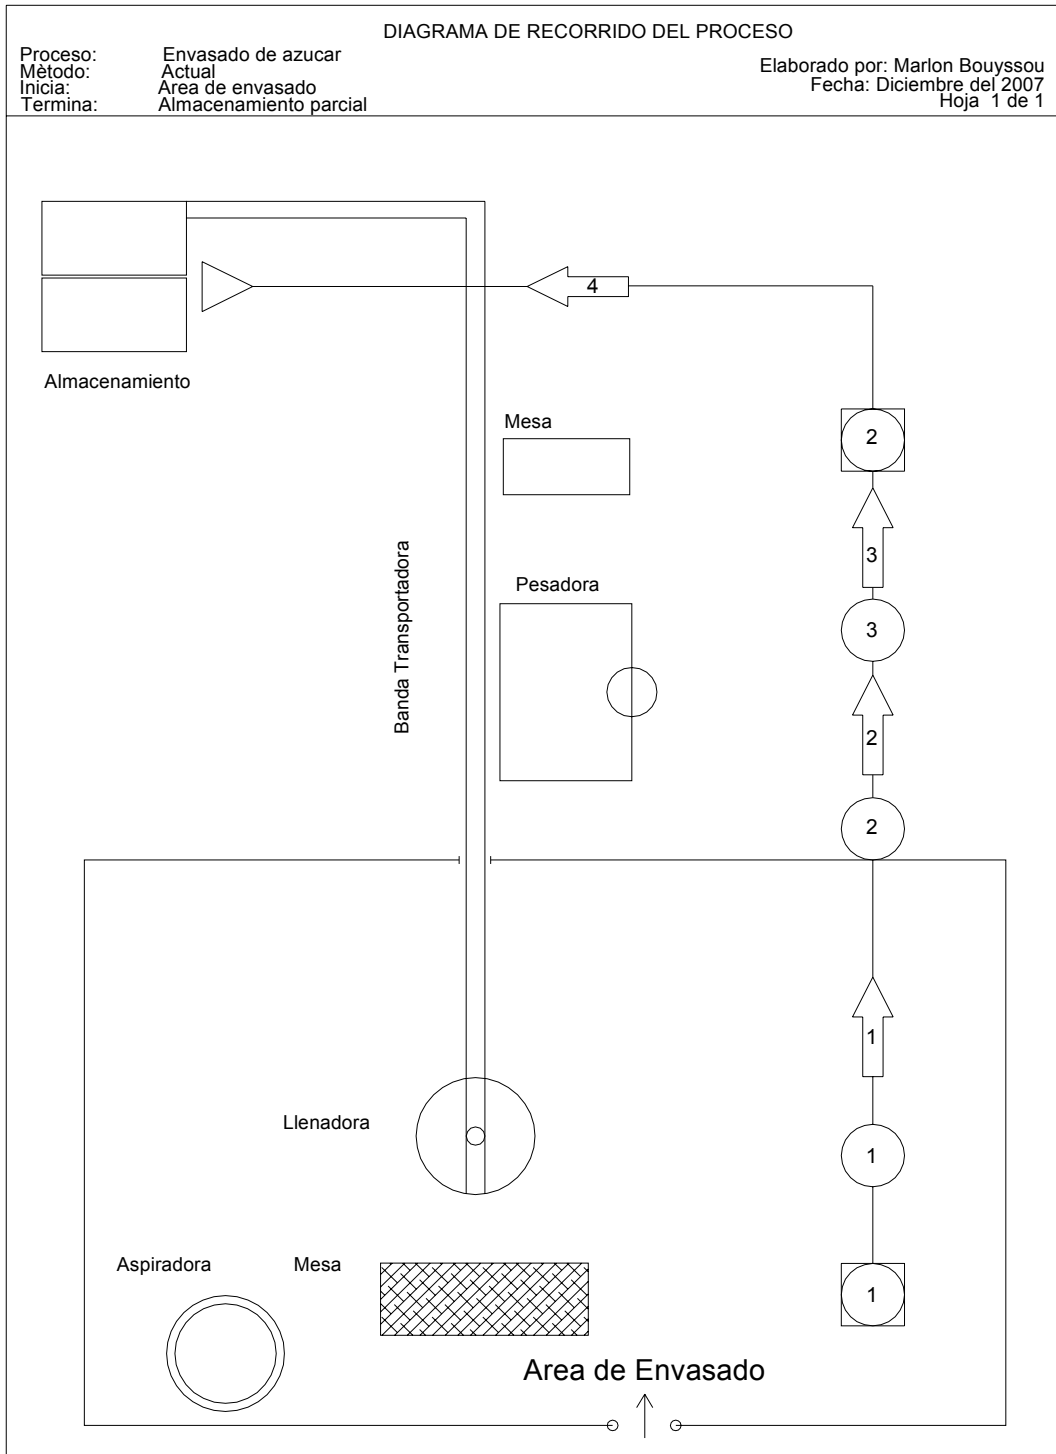 DIAGRAMA DE RECORRIDO DEL PROCESO
Proceso: Envasado de azucar
Mètodo: Actual
Inicia: Area de envasado
Termina: Almacenamiento parcial
Elaborado por: Marlon Bouyssou
Fecha: Diciembre del 2007
Hoja 1 de 1
4
Almacenamiento
Mesa
2
3
Banda Transportadora
Pesadora
3
2
2
1
Llenadora
1
Aspiradora
Mesa
1
Area de Envasado